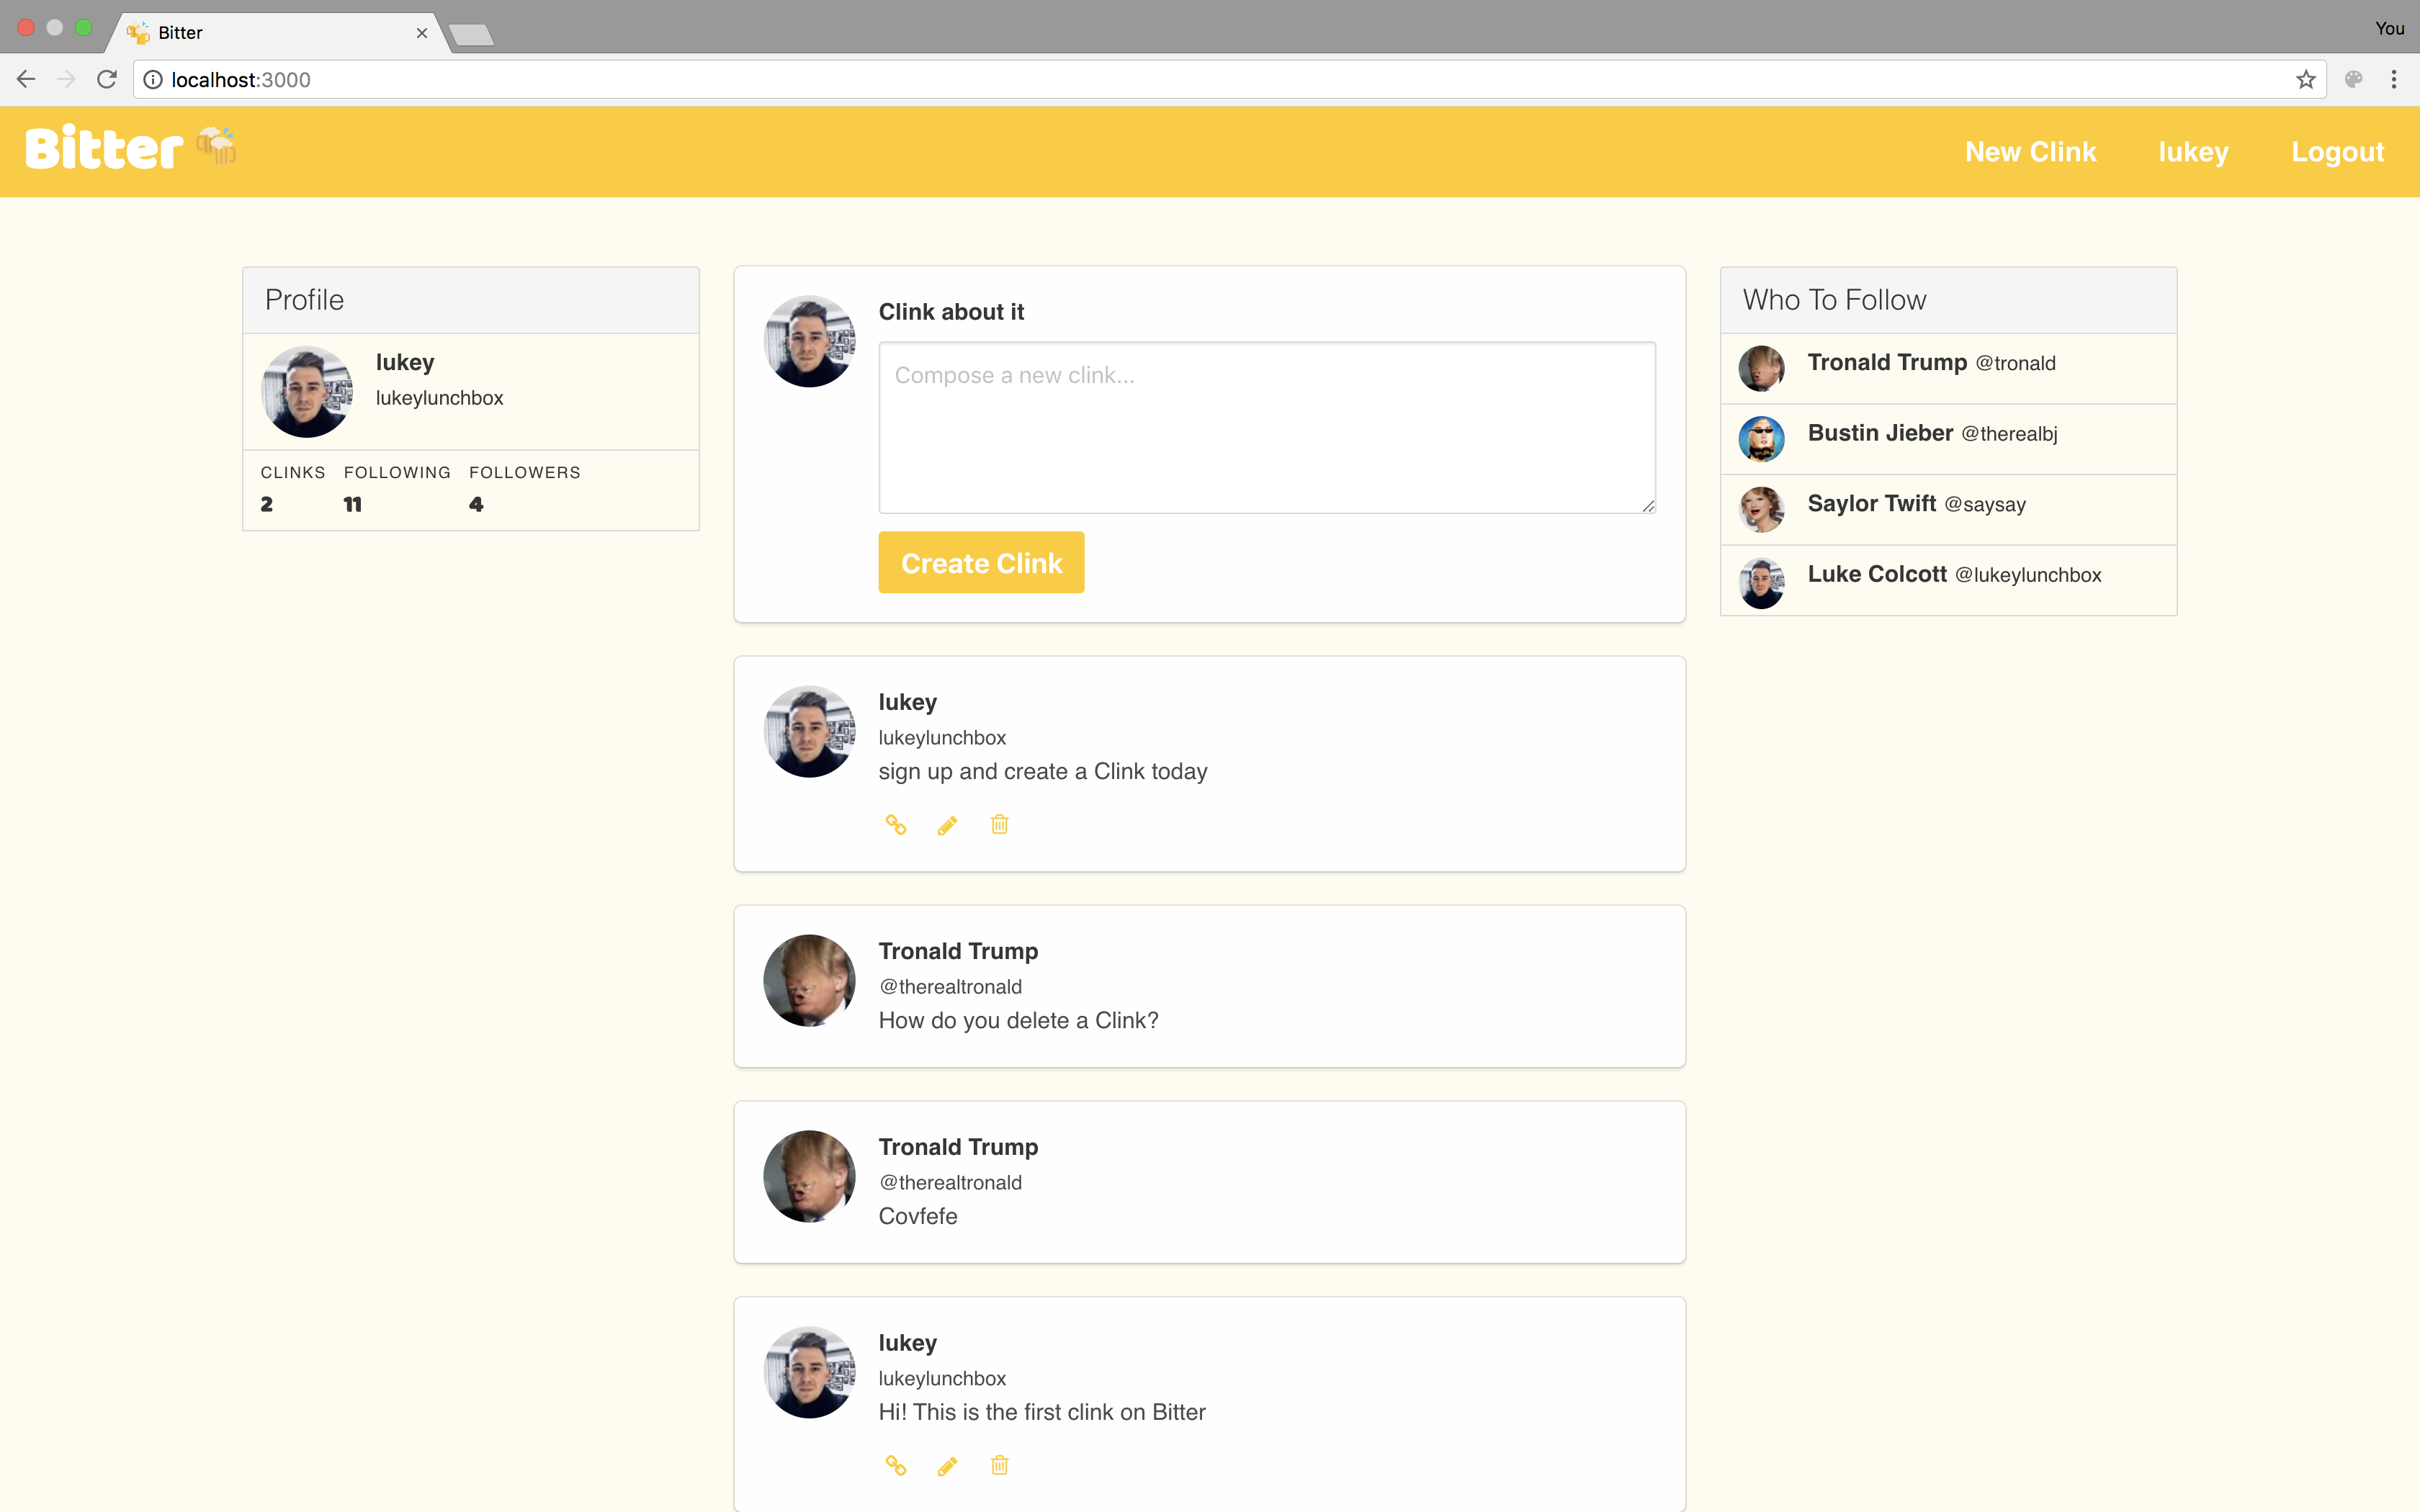 Bitter
You
localhost:3000
Bitter
New Clink
lukey
Logout
Profile
lukey
lukeylunchbox
CLINKS FOLLOWING FOLLOWERS
2 11 4
Clink about it
Compose a new clink...
Create Clink
lukey
lukeylunchbox
sign up and create a Clink today
Tronald Trump
@therealtronald
How do you delete a Clink?
Tronald Trump
@therealtronald
Covfefe
lukey
lukeylunchbox
Hi! This is the first clink on Bitter
Who To Follow
Tronald Trump @tronald
Bustin Jieber @therealbj
Saylor Twift @saysay
Luke Colcott @lukeylunchbox